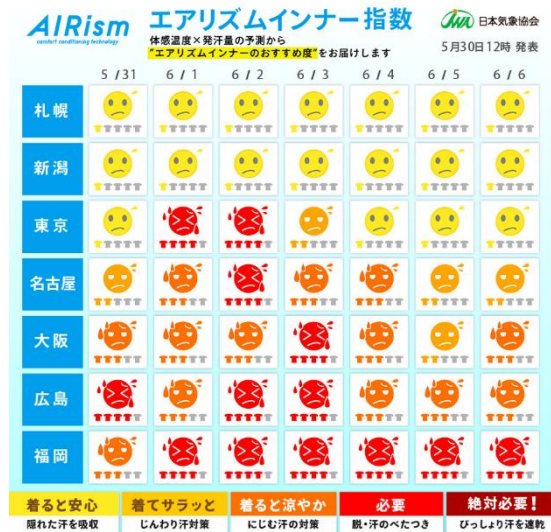 AIRism
comfort conditioning technology
エアリズムインナー指数
体感温度×発汗量の予測から
"エアリズムインナーのおすすめ度"をお届けします
JWA 日本気象協会
5月30日12時 発表
5/31 6/1 6/2 6/3 6/4 6/5 6/6
札幌
新潟
東京
名古屋
大阪
広島
福岡
着ると安心 着てサラッと 着ると涼やか 必要 絶対必要!
隠れた汗を吸収 じんわり汗対策 にじむ汗の対策 脱・汗のべたつき びっしょり汗を速乾